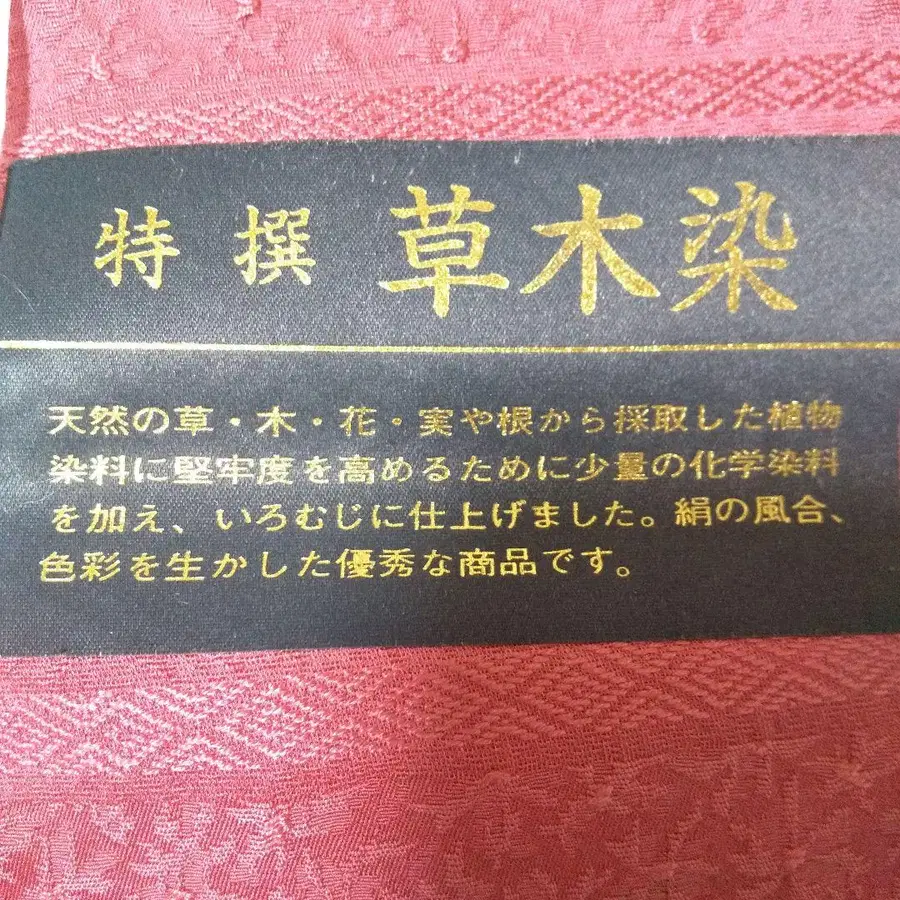 特撰 草木染
天然の草・木・花・実や根から採取した植物
染料に堅牢度を高めるために少量の化学染料
を加え、いろむじに仕上げました。絹の風合、
色彩を生かした優秀な商品です。